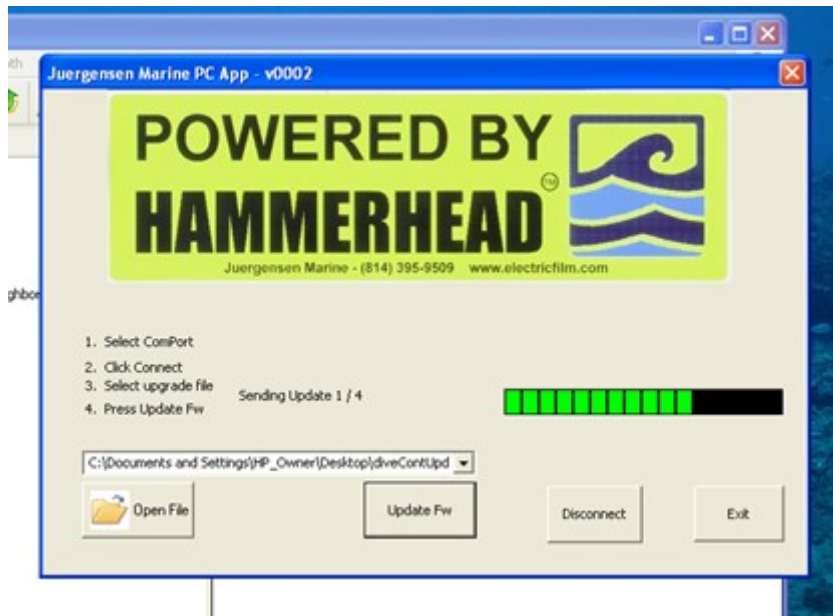 Juergensen Marine PC App - v0002
POWERED BY
HAMMERHEAD
TM
Juergensen Marine - (814) 395-9509 www.electricfilm.com
1. Select ComPort
2. Click Connect
3. Select upgrade file
4. Press Update Fw
Sending Update 1 / 4
C:\Documents and Settings\HP_Owner\Desktop\diveContUpd
Open File
Update Fw
Disconnect
Exit